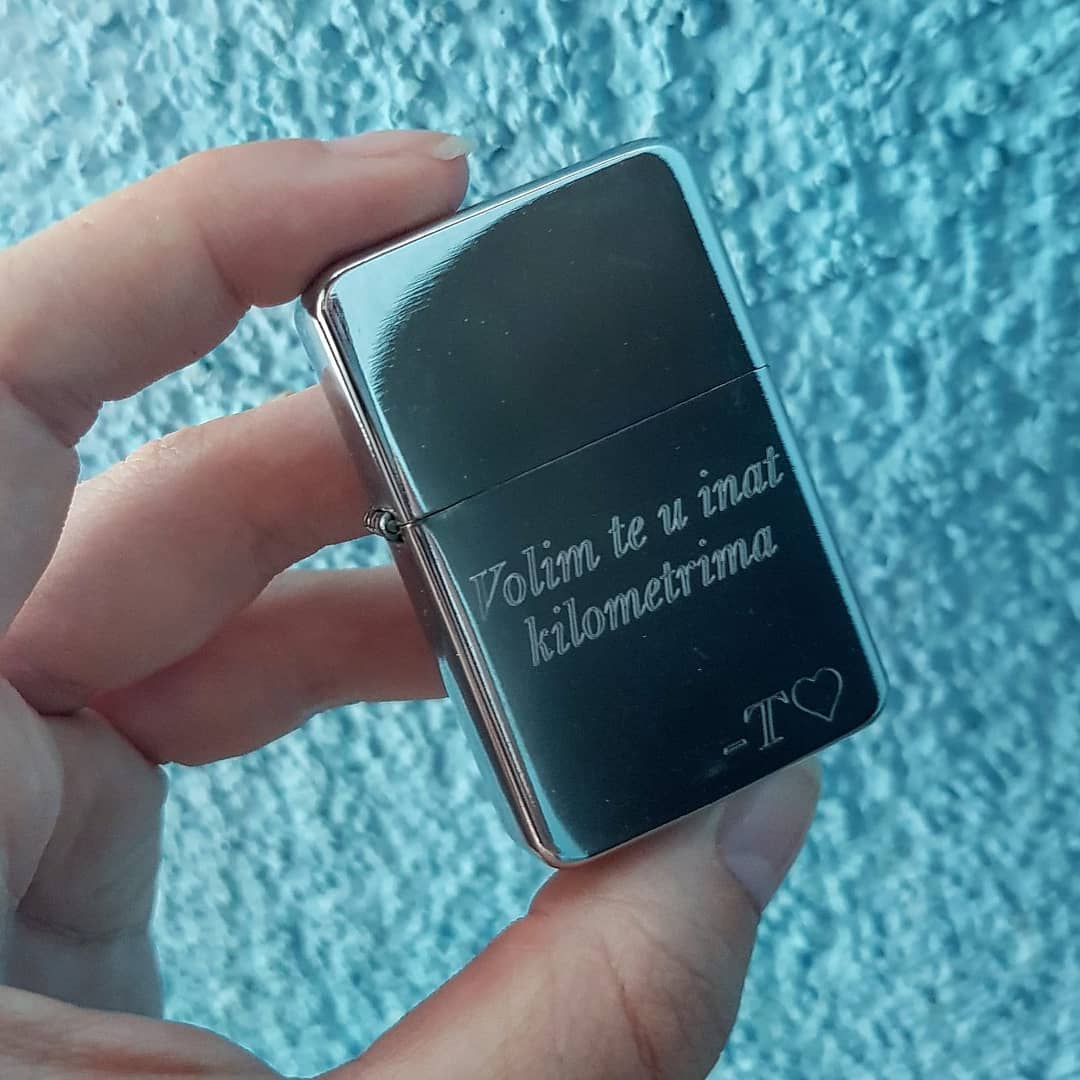 Volim te u inat
kilometrima
-T♡